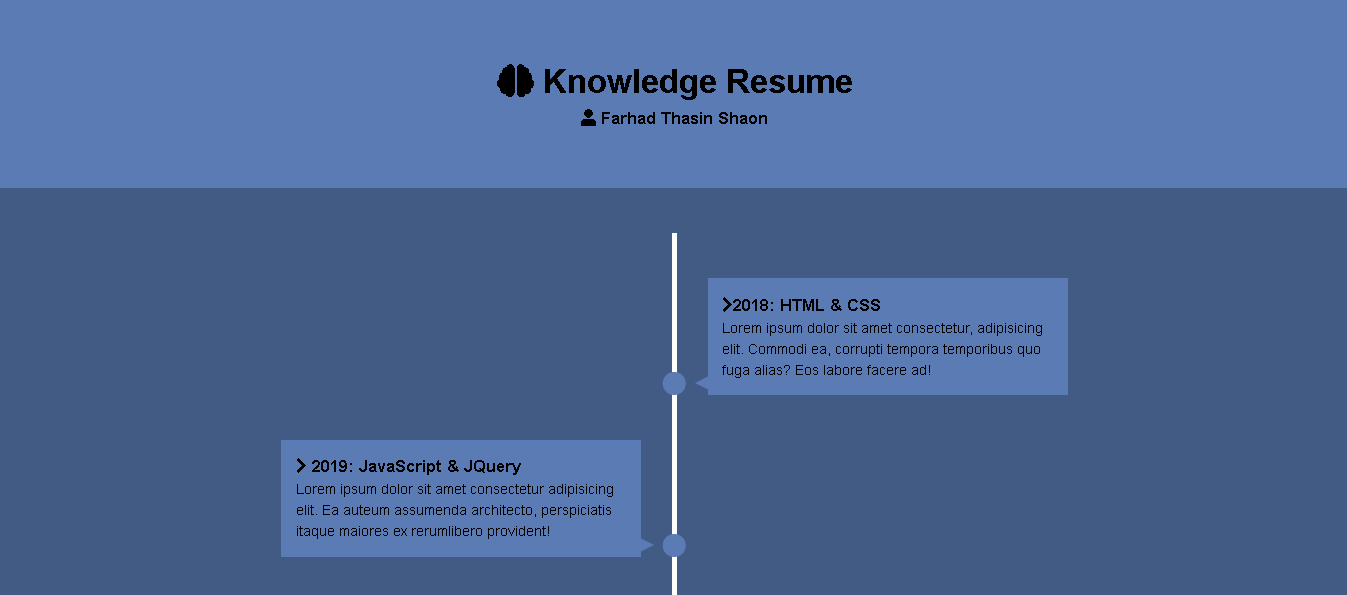 Knowledge Resume
Farhad Thasin Shaon
2018: HTML & CSS
Lorem ipsum dolor sit amet consectetur, adipisicing
elit. Commodi ea, corrupti tempora temporibus quo
fuga alias? Eos labore facere ad!
2019: JavaScript & JQuery
Lorem ipsum dolor sit amet consectetur adipisicing
elit. Ea auteum assumenda architecto, perspiciatis
itaque maiores ex rerumlibero provident!